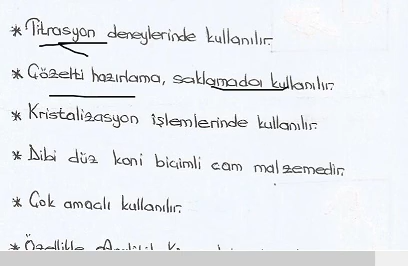 * Titrasyon deneylerinde kullanılır.
* Çözelti hazırlama, saklamada kullanılır.
* Kristalizasyon işlemlerinde kullanılır.
* Dibi düz koni biçimli cam malzemedir.
* Çok amaçlı kullanılır.
* Özellikle